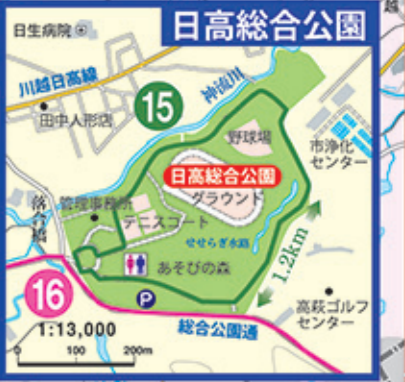 日高総合公園
日生病院
川越日高線
田中人形店
神流川
15
野球場
市浄化
センター
日高総合公園
グラウンド
管理事務所
テニスコート
落合橋
せせらぎ水路
あそびの森
1.2km
16
P
高萩ゴルフ
センター
総合公園通
1:13,000
0 100 200m
越